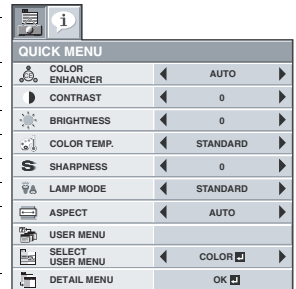 QUICK MENU
COLOR ENHANCER AUTO
CONTRAST 0
BRIGHTNESS 0
COLOR TEMP. STANDARD
SHARPNESS 0
LAMP MODE STANDARD
ASPECT AUTO
USER MENU
SELECT USER MENU COLOR
DETAIL MENU OK